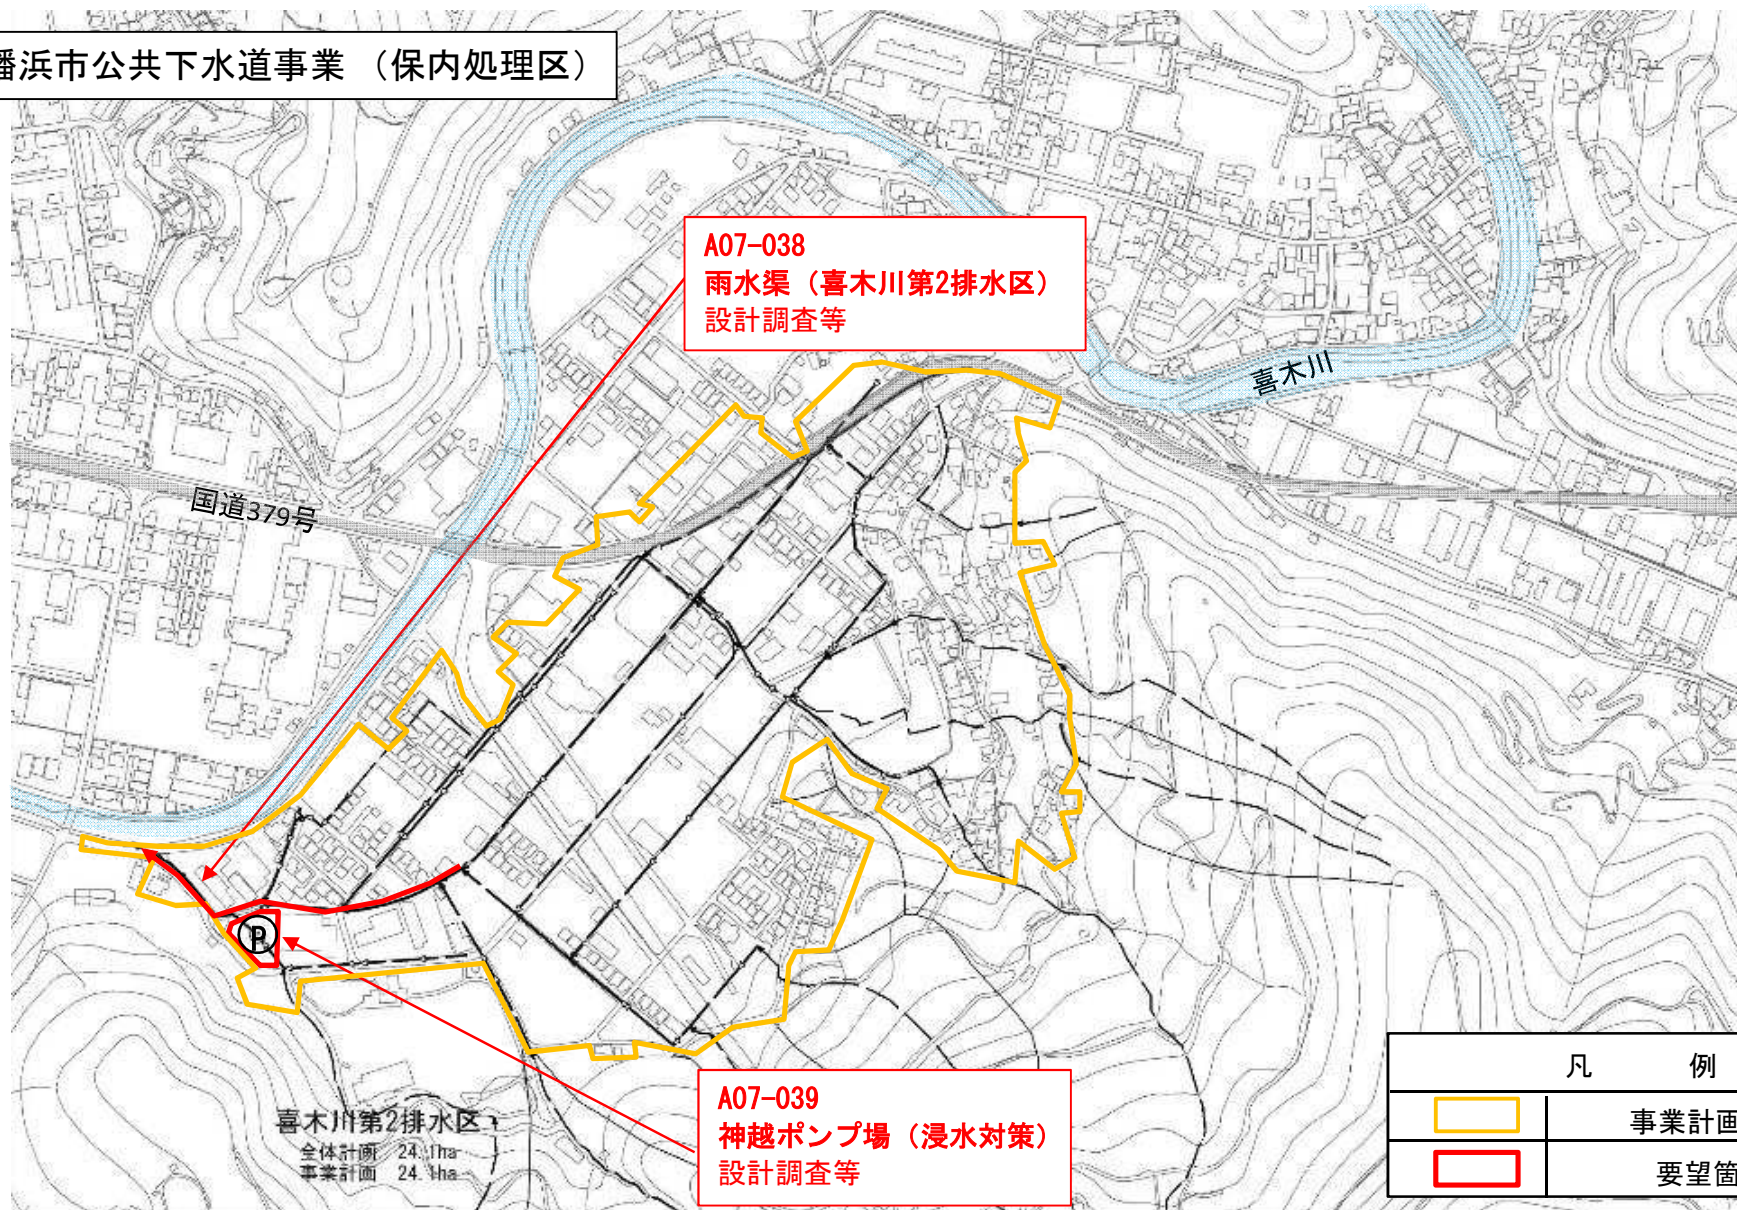 幡浜市公共下水道事業 （保内処理区）
A07-038
雨水渠（喜木川第2排水区）
設計調査等
喜木川
国道379号
P
A07-039
神越ポンプ場（浸水対策）
設計調査等
喜木川第2排水区
全体計画 24.1ha
事業計画 24.1ha
凡 例
事業計画
要望箇